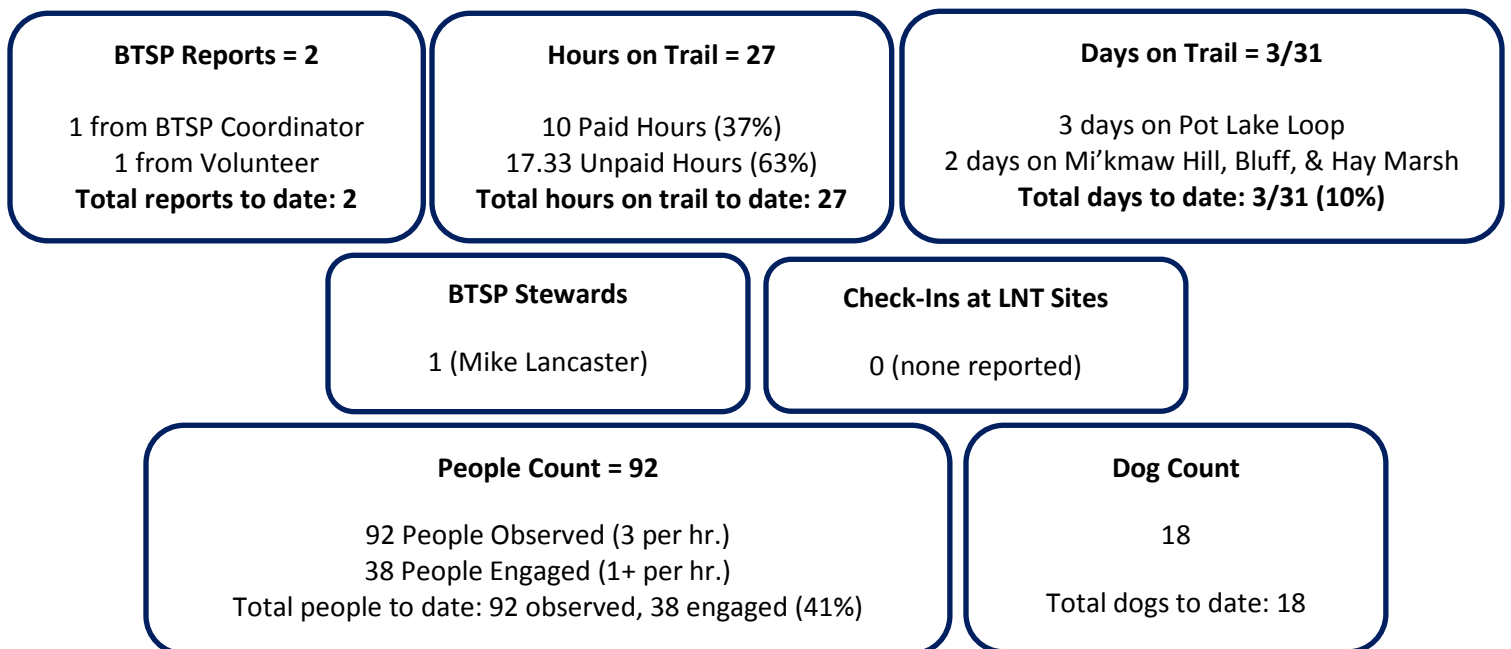 BTSP Reports = 2
1 from BTSP Coordinator
1 from Volunteer
Total reports to date: 2
Hours on Trail = 27
10 Paid Hours (37%)
17.33 Unpaid Hours (63%)
Total hours on trail to date: 27
Days on Trail = 3/31
3 days on Pot Lake Loop
2 days on Mi’kmaw Hill, Bluff, & Hay Marsh
Total days to date: 3/31 (10%)
BTSP Stewards
1 (Mike Lancaster)
Check-Ins at LNT Sites
0 (none reported)
People Count = 92
92 People Observed (3 per hr.)
38 People Engaged (1+ per hr.)
Total people to date: 92 observed, 38 engaged (41%)
Dog Count
18
Total dogs to date: 18